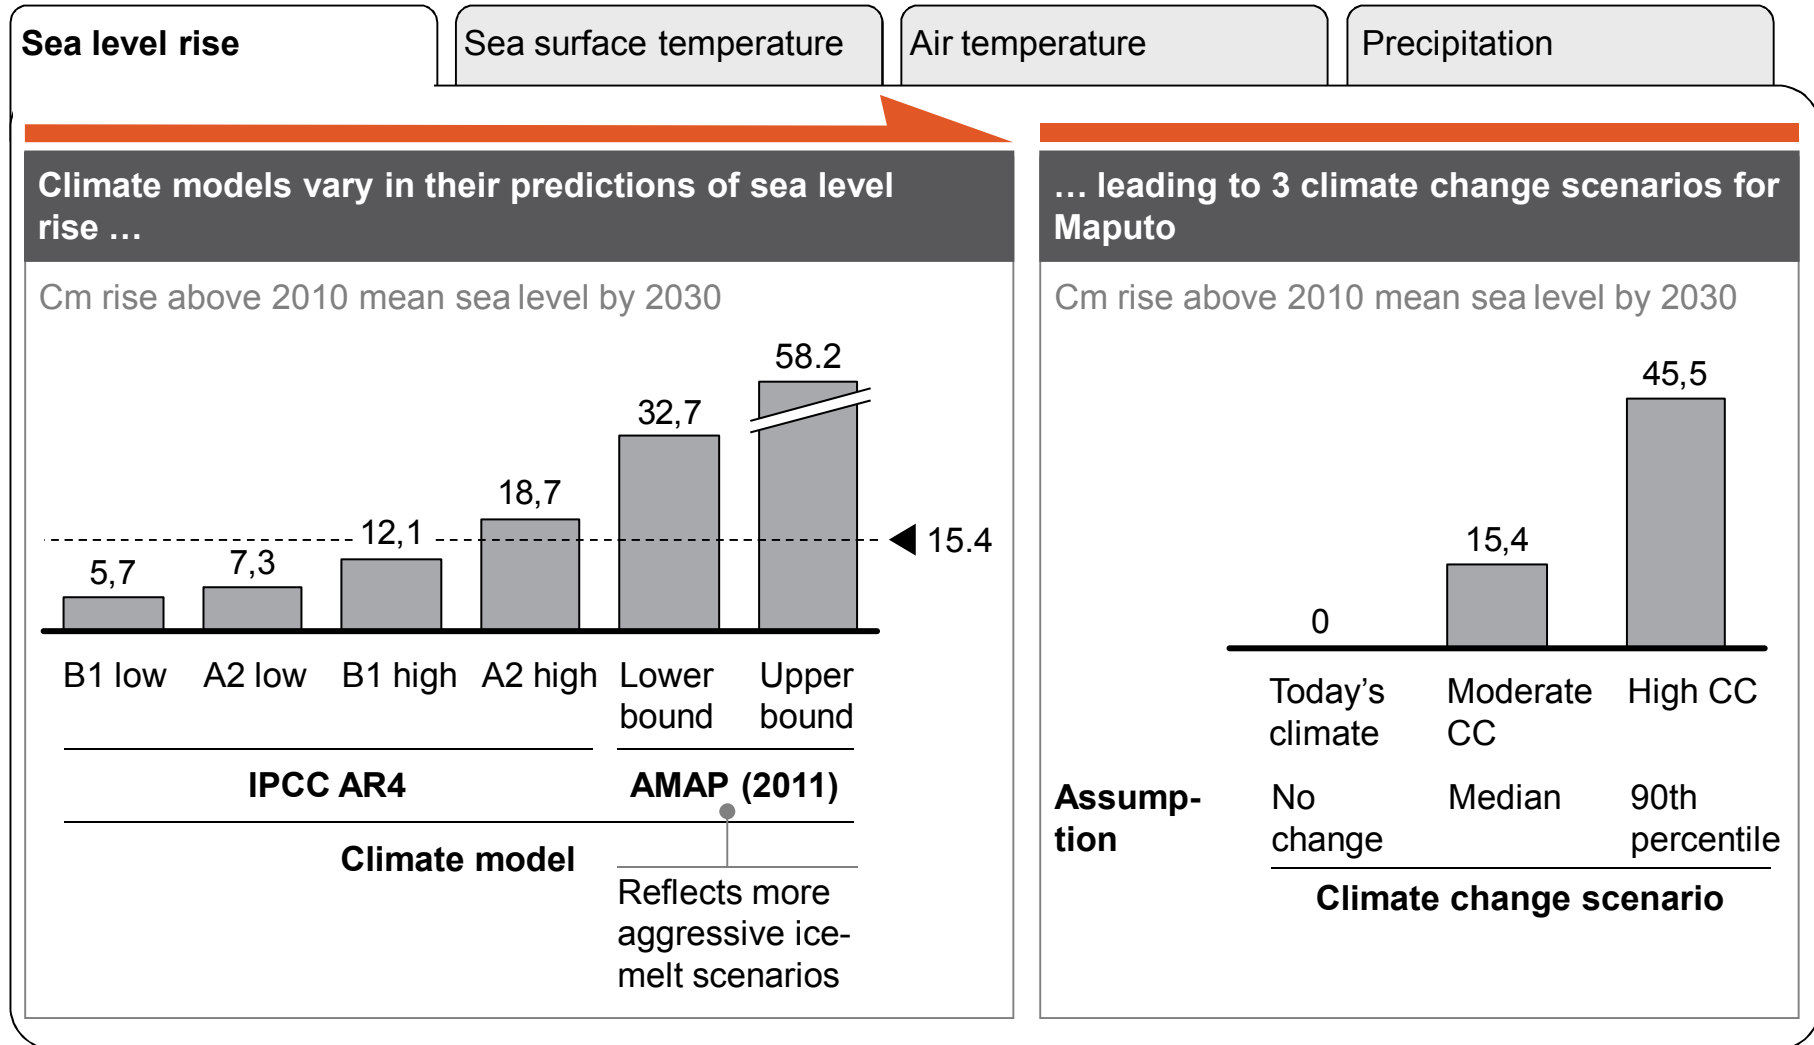 Sea level rise
Sea surface temperature
Air temperature
Precipitation
Climate models vary in their predictions of sea level
rise …
Cm rise above 2010 mean sea level by 2030
58.2
32,7
18,7
12,1
7,3
5,7
15.4
B1 low
A2 low
B1 high
A2 high
Lower
bound
Upper
bound
IPCC AR4
AMAP (2011)
Climate model
Reflects more
aggressive ice-
melt scenarios
… leading to 3 climate change scenarios for
Maputo
Cm rise above 2010 mean sea level by 2030
45,5
15,4
0
Today’s
climate
Moderate
CC
High CC
Assump-
tion
No
change
Median
90th
percentile
Climate change scenario